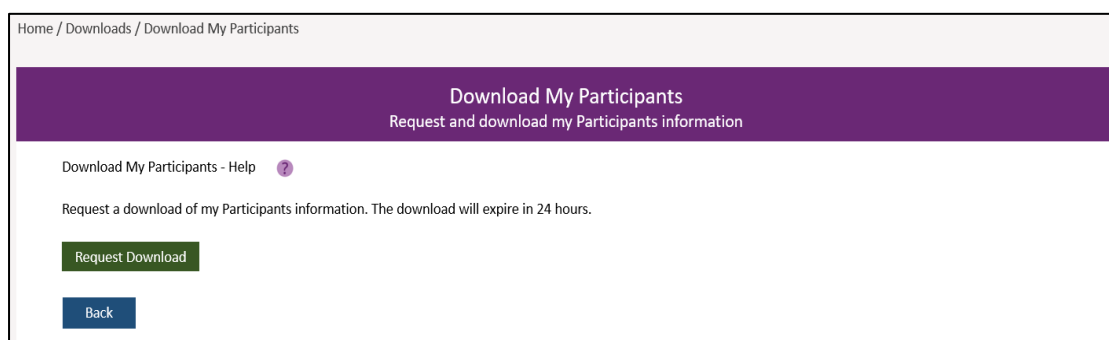 Home / Downloads / Download My Participants
Download My Participants
Request and download my Participants information
Download My Participants - Help ?
Request a download of my Participants information. The download will expire in 24 hours.
Request Download
Back